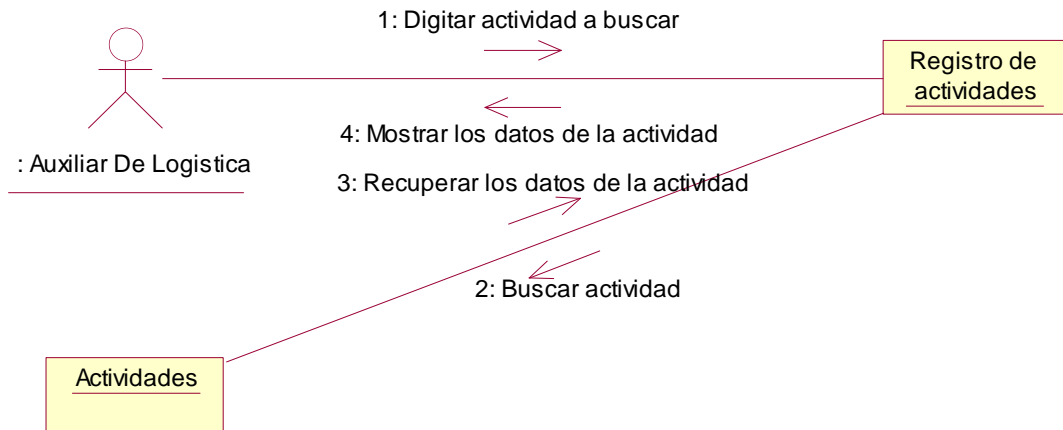 1: Digitar actividad a buscar
Registro de
actividades
4: Mostrar los datos de la actividad
: Auxiliar De Logistica
3: Recuperar los datos de la actividad
2: Buscar actividad
Actividades